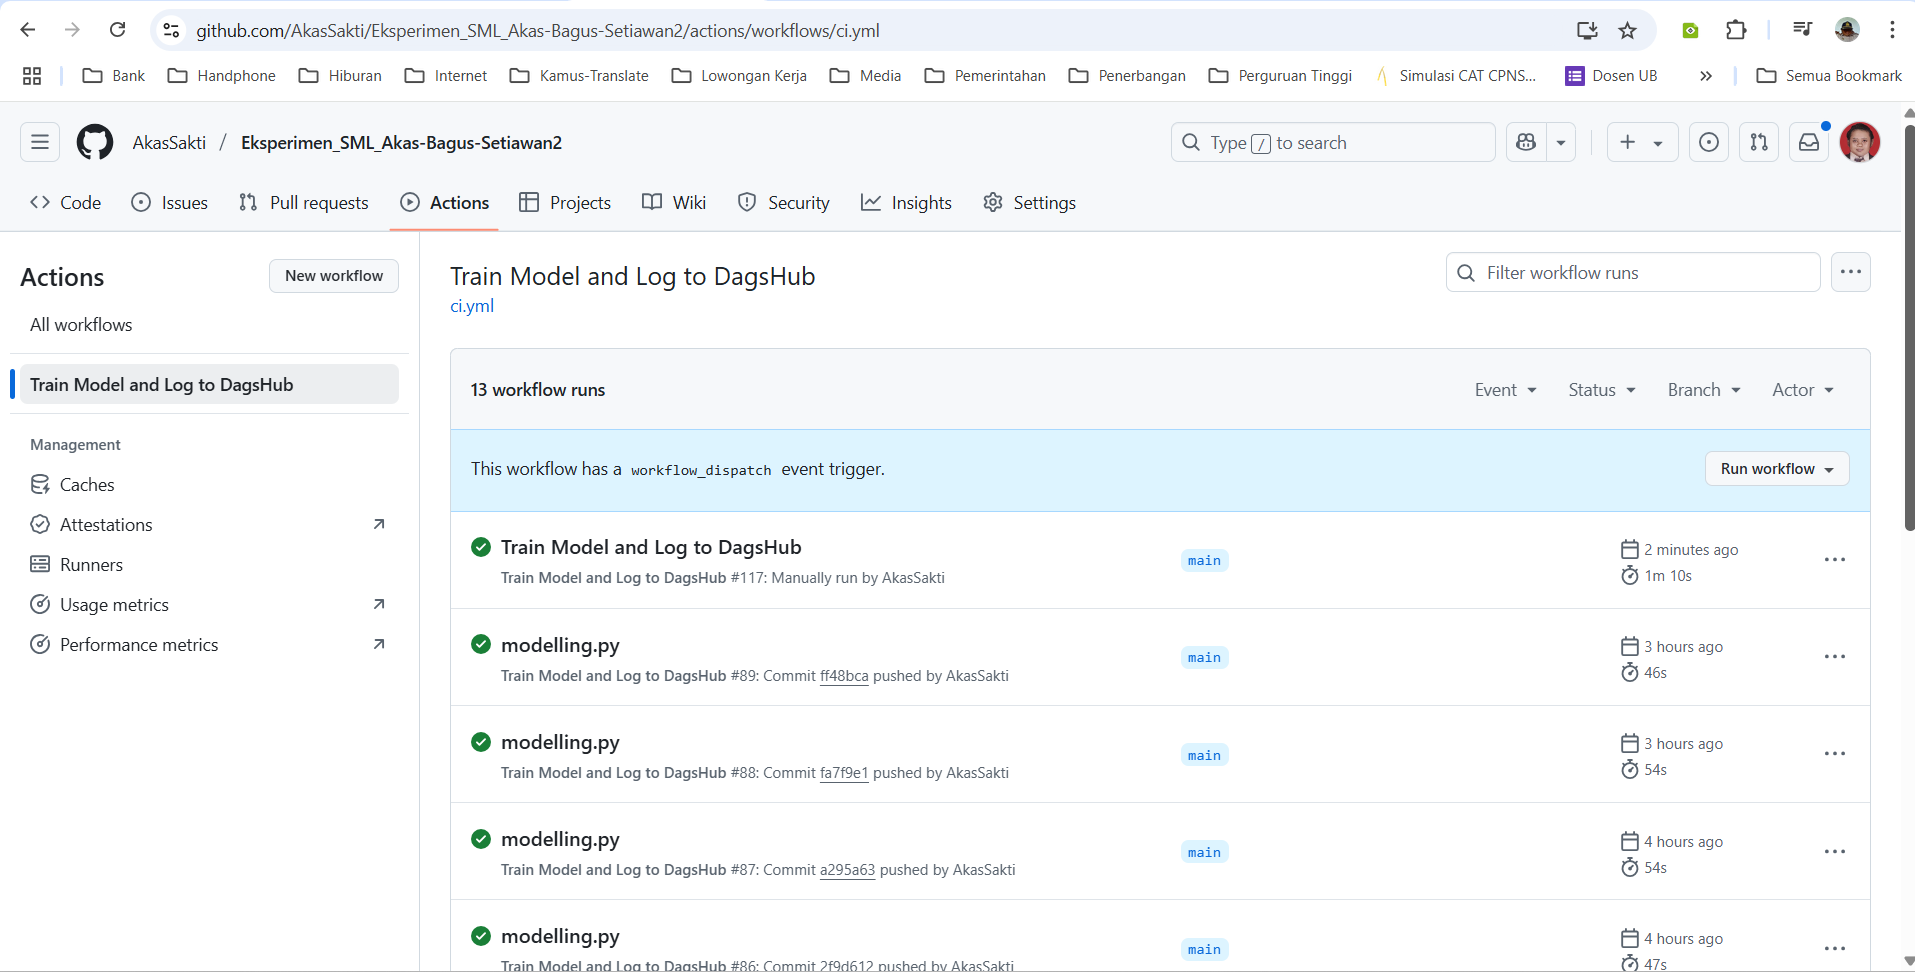 github.com/AkasSakti/Eksperimen_SML_Akas-Bagus-Setiawan2/actions/workflows/ci.yml
Bank Handphone Hiburan Internet Kamus-Translate Lowongan Kerja Media Pemerintahan Penerbangan Perguruan Tinggi Simulasi CAT CPNS... Dosen UB » Semua Bookmark
AkasSakti / Eksperimen_SML_Akas-Bagus-Setiawan2 Type / to search
Code Issues Pull requests Actions Projects Wiki Security Insights Settings
Actions
New workflow
All workflows
Train Model and Log to DagsHub
Management
Caches
Attestations
Runners
Usage metrics
Performance metrics
Train Model and Log to DagsHub
ci.yml
Filter workflow runs
13 workflow runs
Event Status Branch Actor
This workflow has a workflow_dispatch event trigger.
Run workflow
Train Model and Log to DagsHub
Train Model and Log to DagsHub #117: Manually run by AkasSakti
main
2 minutes ago
1m 10s
modelling.py
Train Model and Log to DagsHub #89: Commit ff48bca pushed by AkasSakti
main
3 hours ago
46s
modelling.py
Train Model and Log to DagsHub #88: Commit fa7f9e1 pushed by AkasSakti
main
3 hours ago
54s
modelling.py
Train Model and Log to DagsHub #87: Commit a295a63 pushed by AkasSakti
main
4 hours ago
54s
modelling.py
Train Model and Log to DagsHub #86: Commit 2f9d612 pushed by AkasSakti
main
4 hours ago
47s